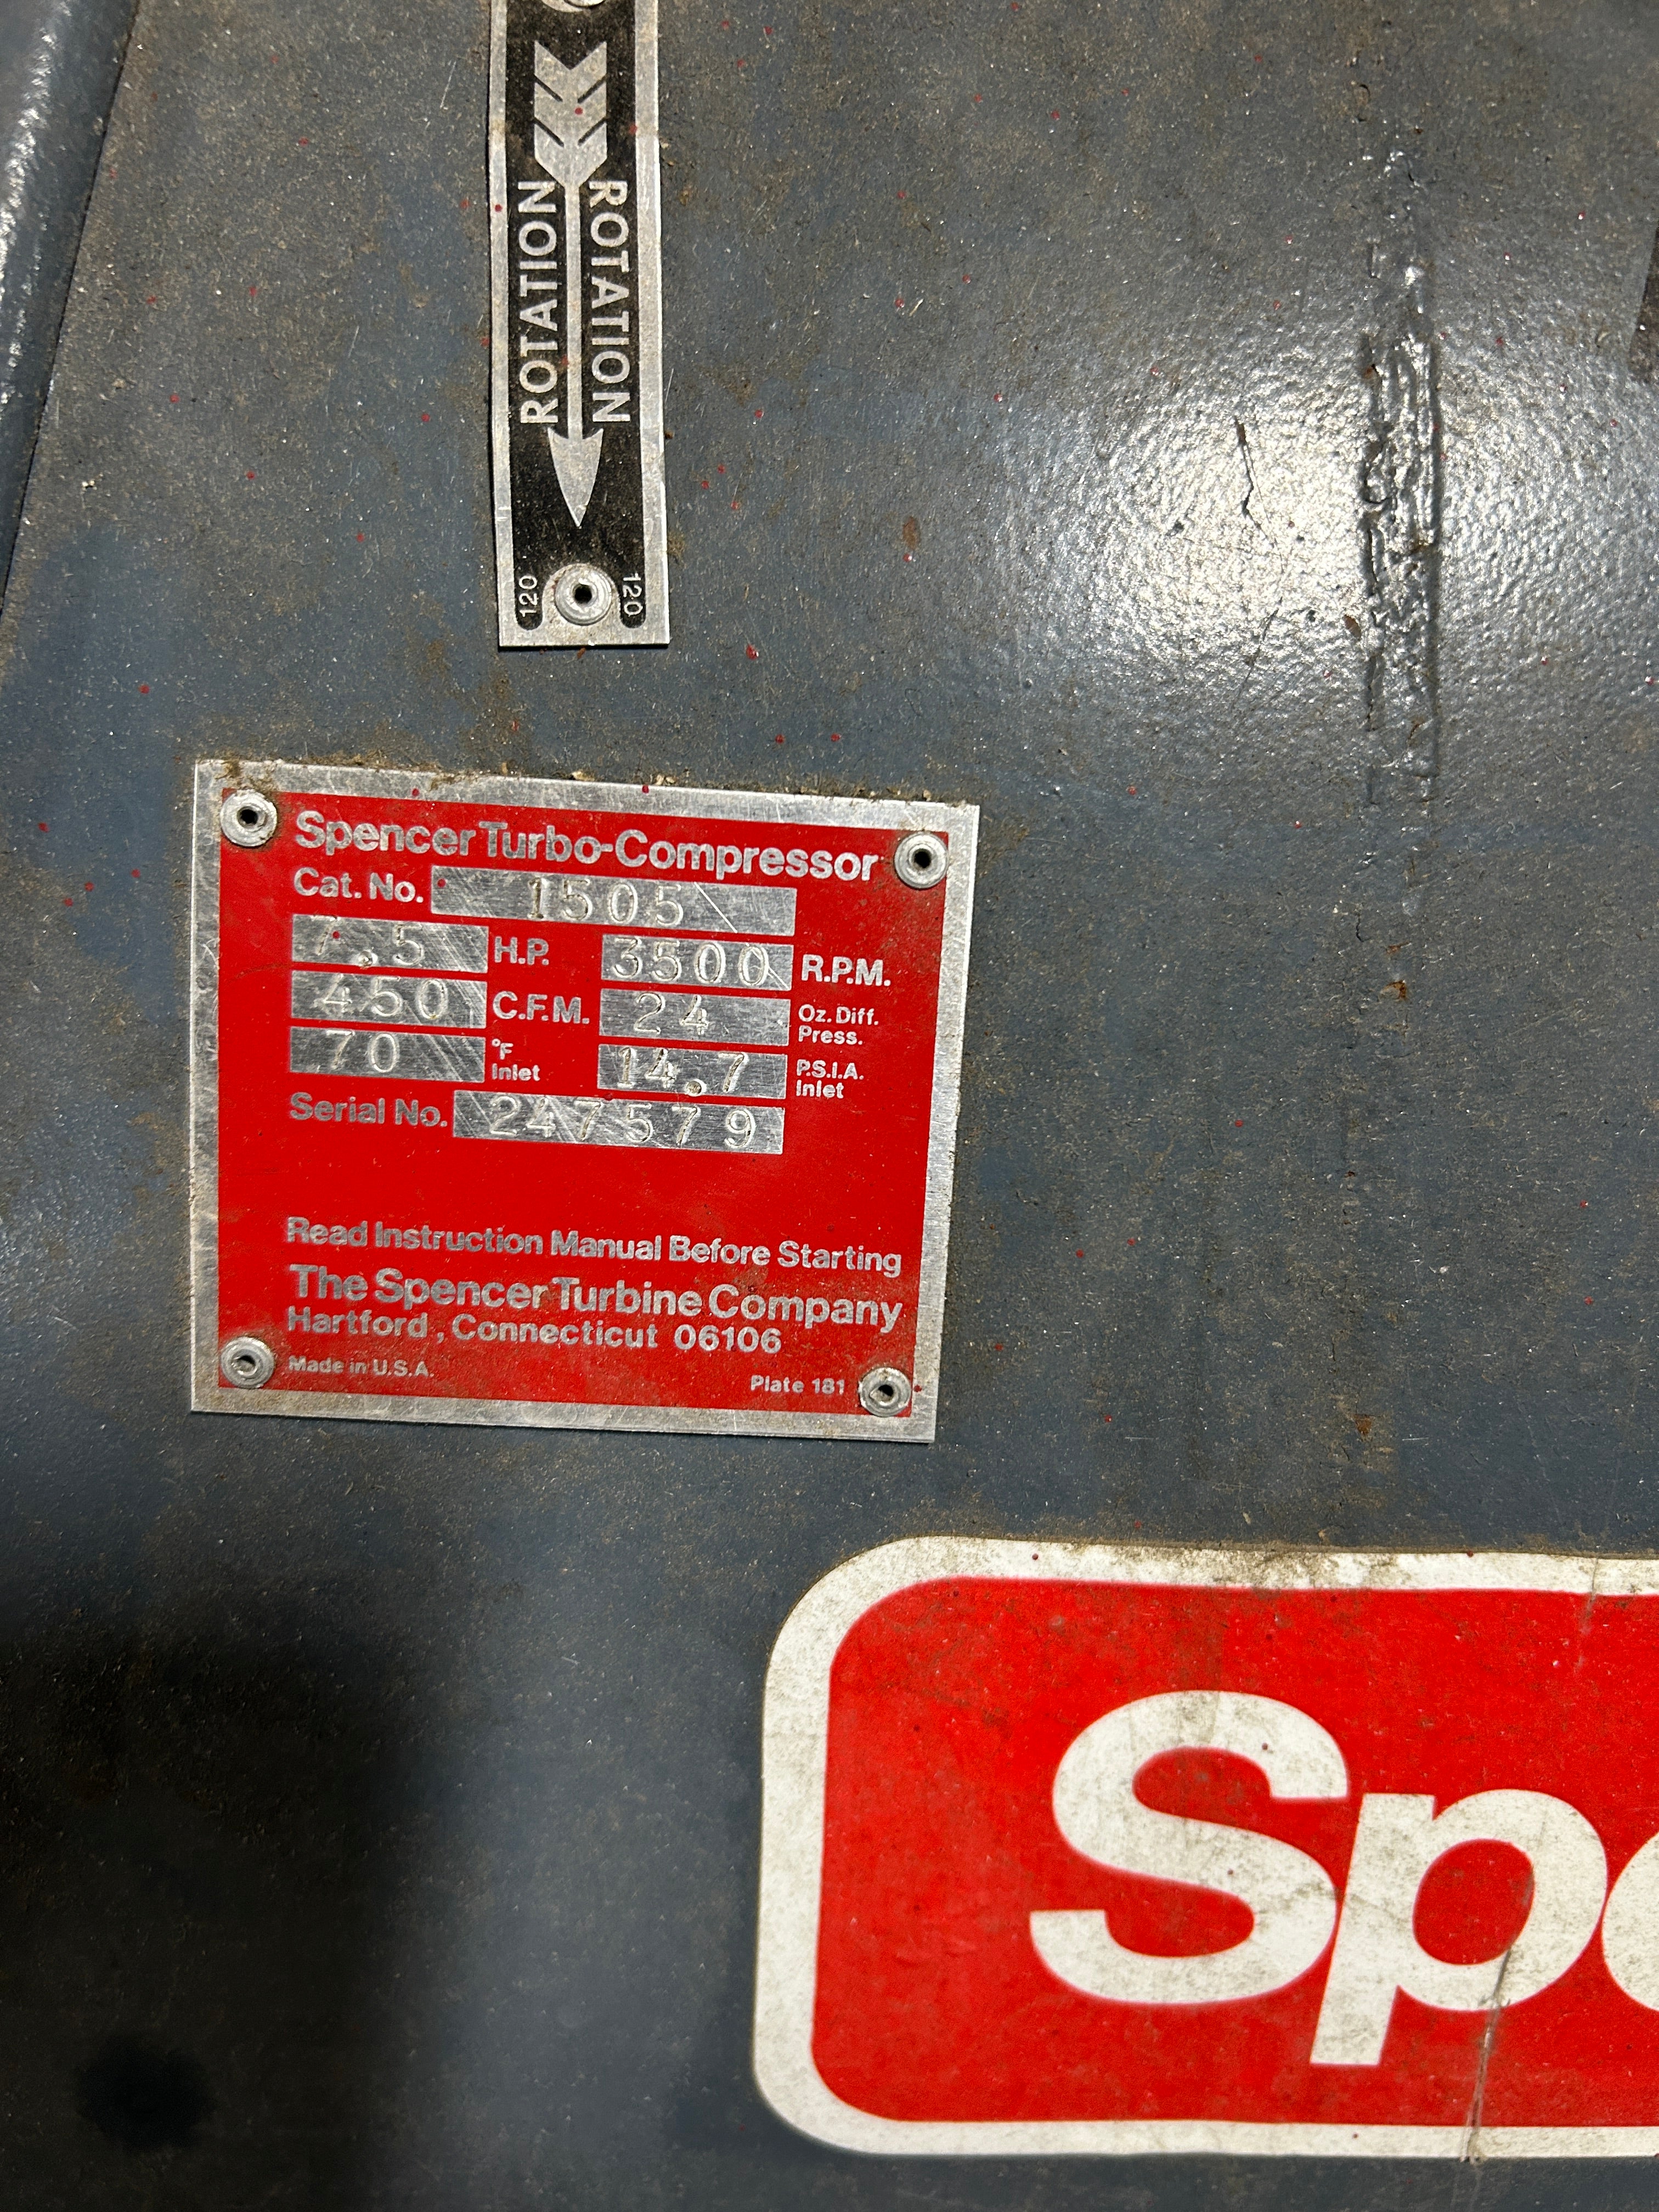 ROTATION
ROTATION
120
120
Spencer Turbo-Compressor
Cat. No. 1505
7.5 H.P. 3500 R.P.M.
450 C.F.M. 24 Oz. Diff. Press.
70 °F Inlet 14.7 P.S.I.A. Inlet
Serial No. 247579
Read Instruction Manual Before Starting
The Spencer Turbine Company
Hartford, Connecticut 06106
Made in U.S.A.
Plate 181
Sp